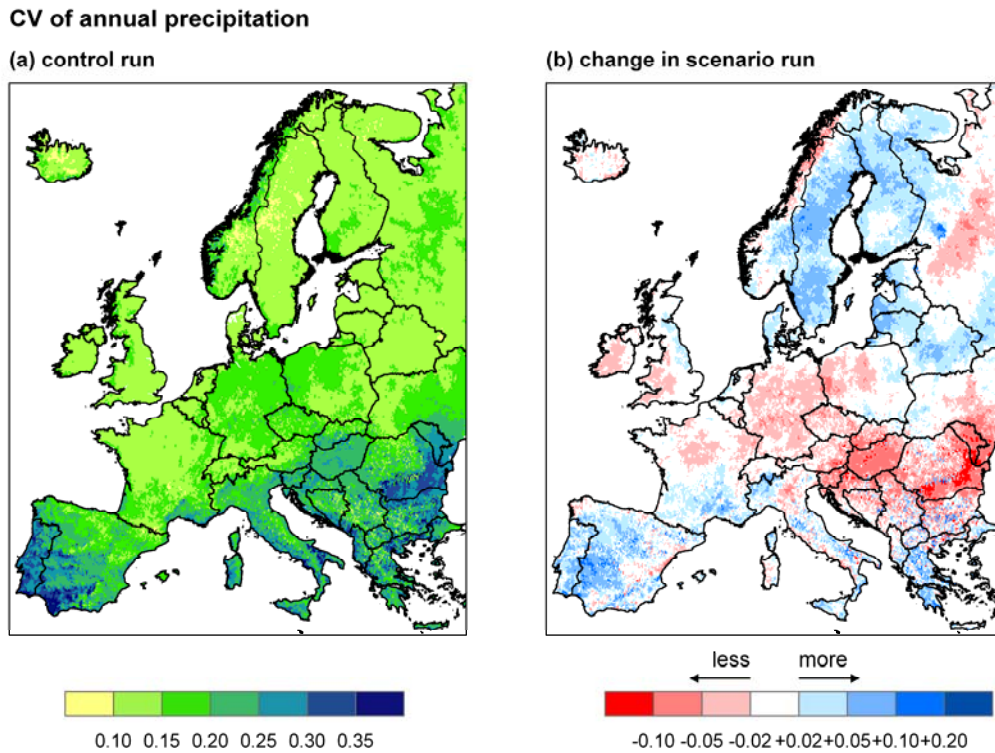 CV of annual precipitation
(a) control run
(b) change in scenario run
less more
0.10 0.15 0.20 0.25 0.30 0.35
-0.10 -0.05 -0.02 +0.02 +0.05 +0.10 +0.20